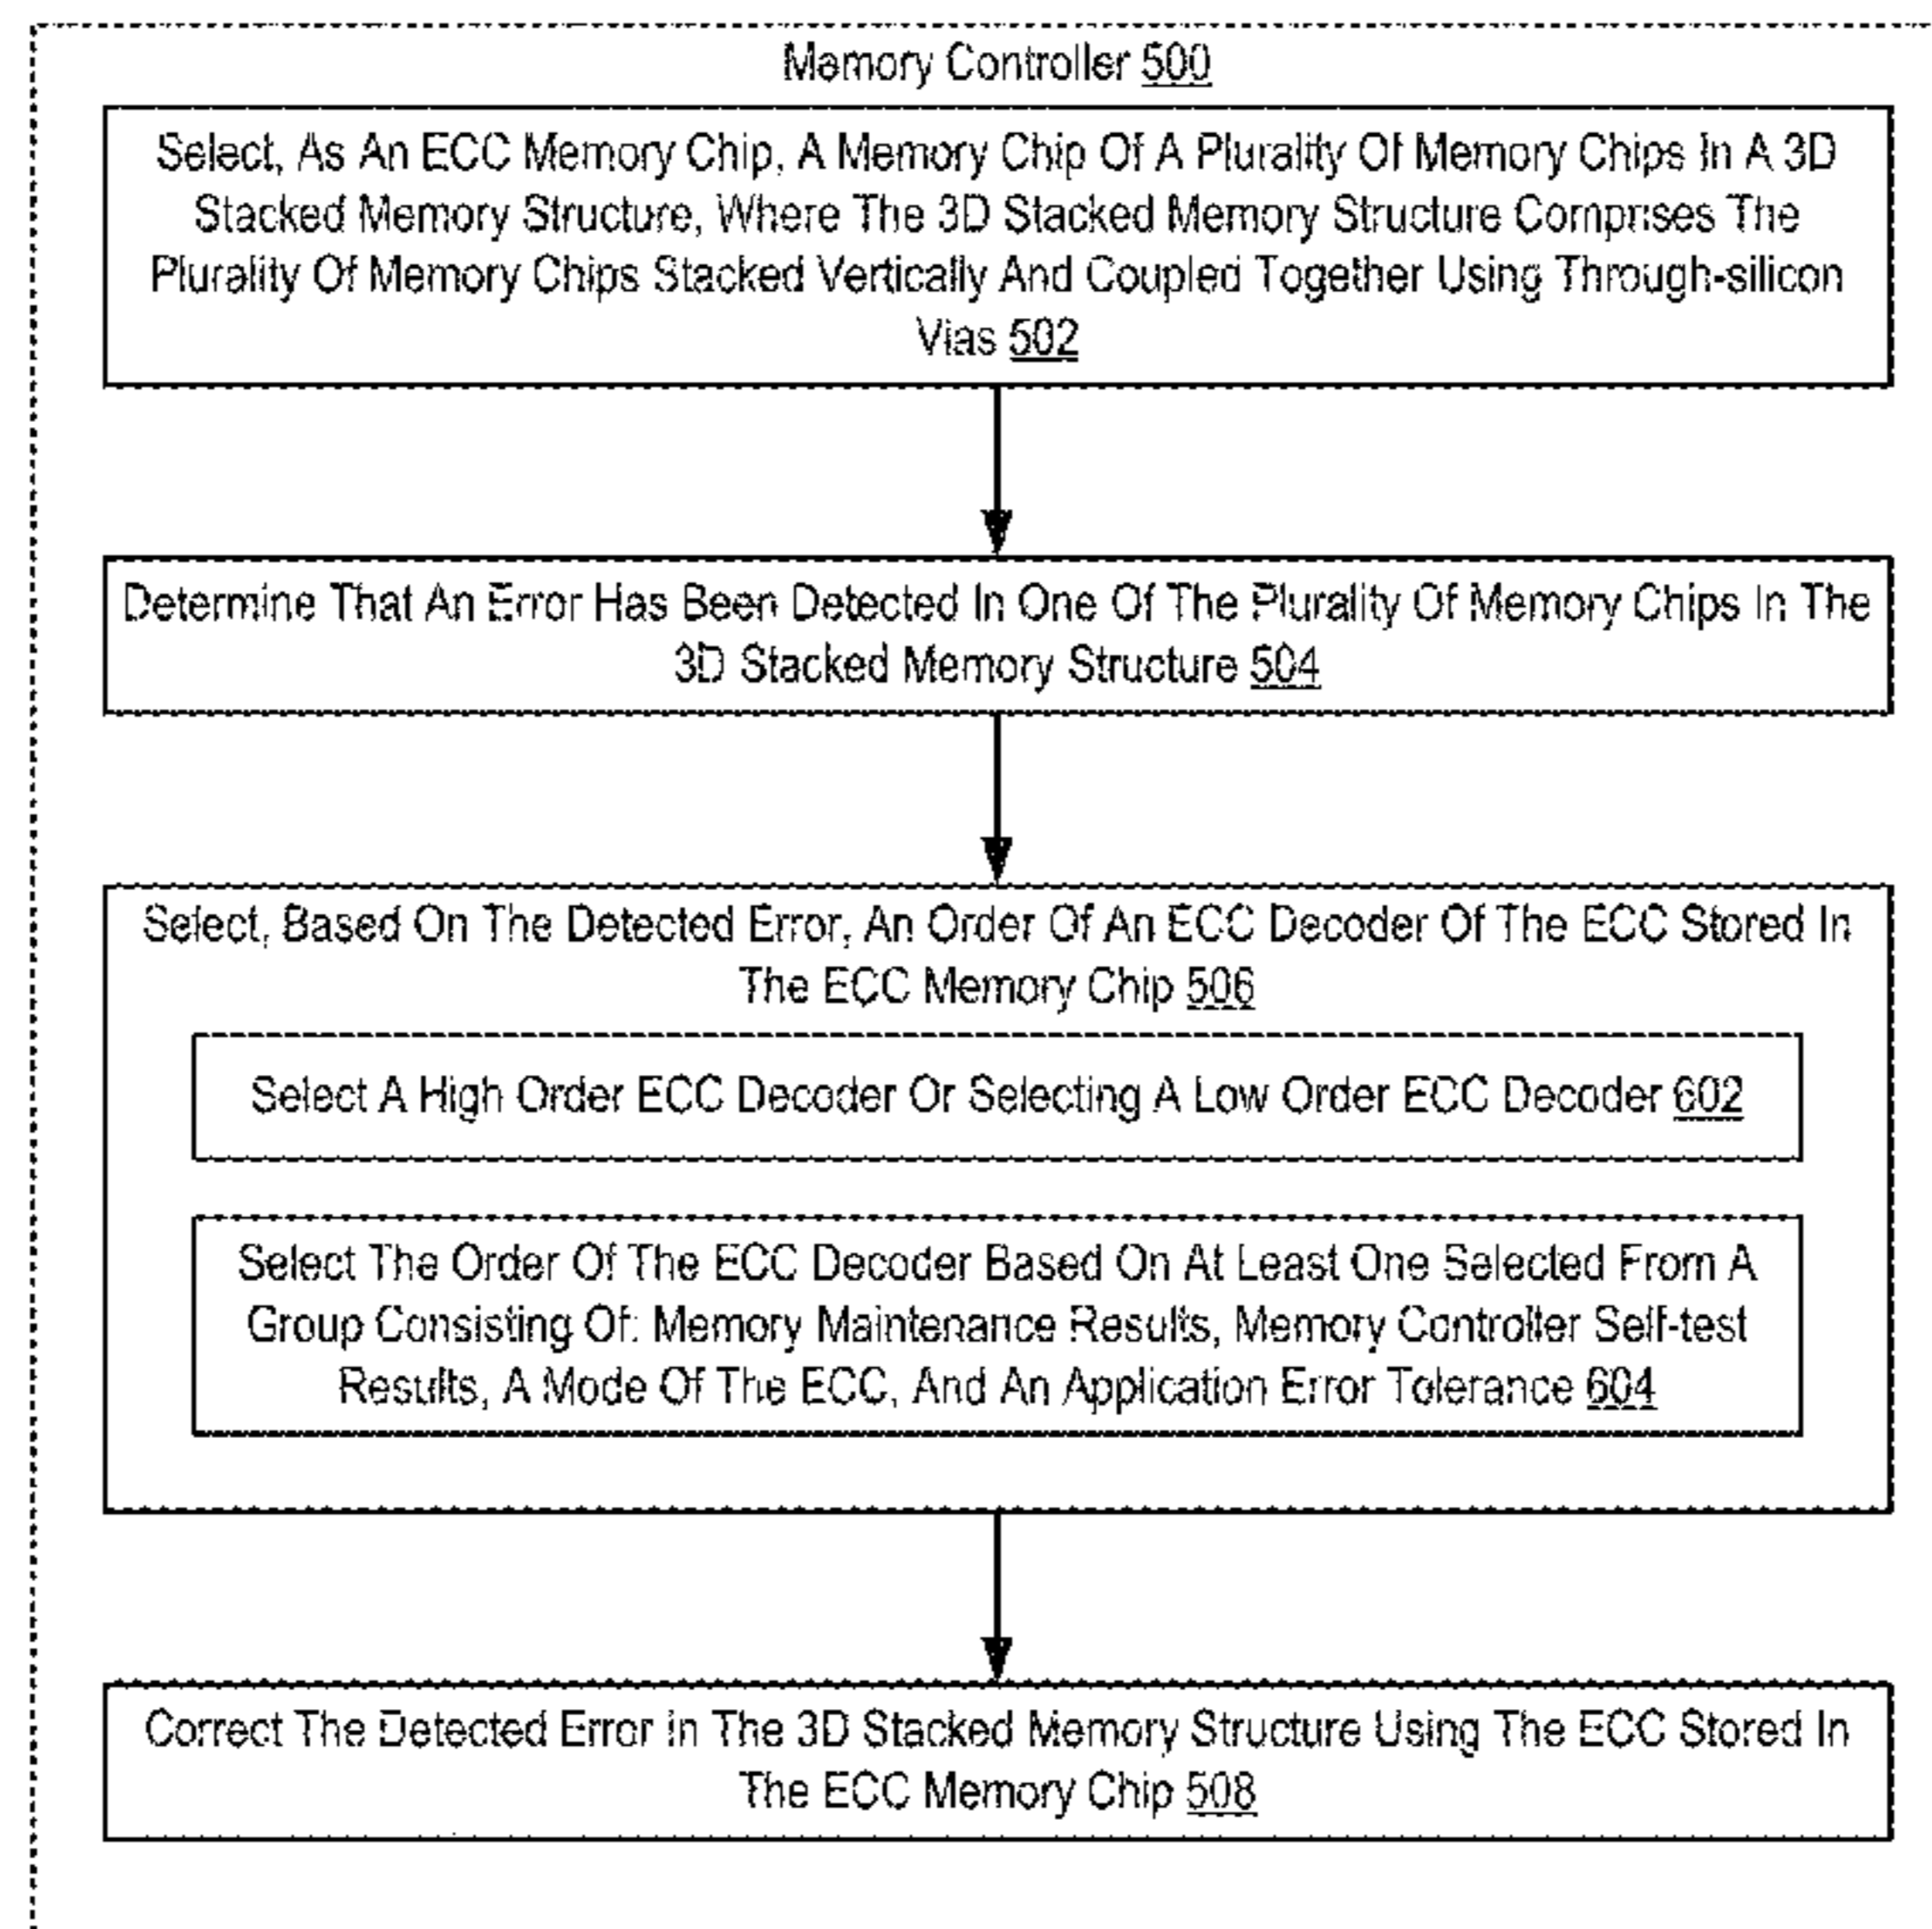 Memory Controller 500
Select, As An ECC Memory Chip, A Memory Chip Of A Plurality Of Memory Chips In A 3D
Stacked Memory Structure, Where The 3D Stacked Memory Structure Comprises The
Plurality Of Memory Chips Stacked Vertically And Coupled Together Using Through-silicon
Vias 502
Determine That An Error Has Been Detected In One Of The Plurality Of Memory Chips In The
3D Stacked Memory Structure 504
Select, Based On The Detected Error, An Order Of An ECC Decoder Of The ECC Stored In
The ECC Memory Chip 506
Select A High Order ECC Decoder Or Selecting A Low Order ECC Decoder 602
Select The Order Of The ECC Decoder Based On At Least One Selected From A
Group Consisting Of: Memory Maintenance Results, Memory Controller Self-test
Results, A Mode Of The ECC, And An Application Error Tolerance 604
Correct The Detected Error In The 3D Stacked Memory Structure Using The ECC Stored In
The ECC Memory Chip 508